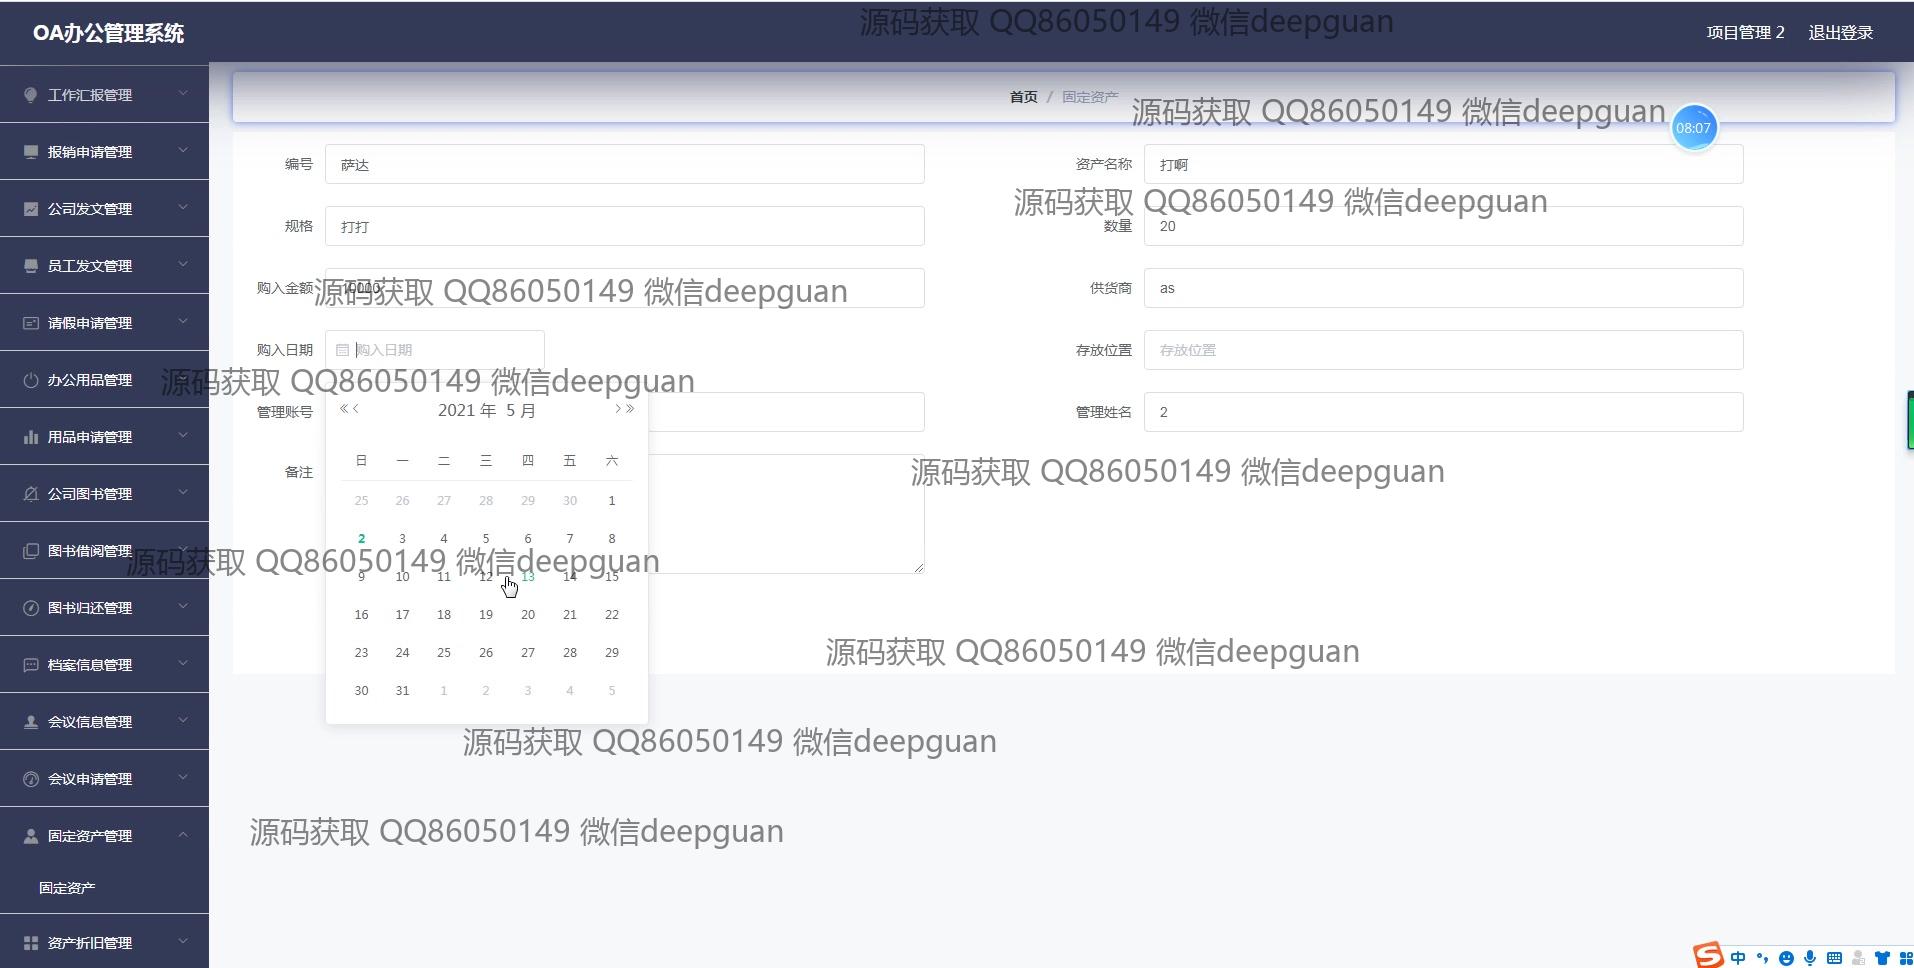 OA办公管理系统
源码获取 QQ86050149 微信deepguan
项目管理 2
退出登录
工作汇报管理
报销申请管理
公司发文管理
员工发文管理
请假申请管理
办公用品管理
用品申请管理
公司图书管理
图书借阅管理
图书归还管理
档案信息管理
会议信息管理
会议申请管理
固定资产管理
固定资产
资产折旧管理
首页 / 固定资产
源码获取 QQ86050149 微信deepguan
08:07
编号 萨达
资产名称 打啊
源码获取 QQ86050149 微信deepguan
规格 打打
数量 20
购入金额 10000
源码获取 QQ86050149 微信deepguan
供货商 as
购入日期 购入日期
存放位置 存放位置
源码获取 QQ86050149 微信deepguan
管理账号
管理姓名 2
2021 年 5 月
日 一 二 三 四 五 六
备注
源码获取 QQ86050149 微信deepguan
25 26 27 28 29 30 1
2 3 4 5 6 7 8
源码获取 QQ86050149 微信deepguan
9 10 11 12 13 14 15
16 17 18 19 20 21 22
23 24 25 26 27 28 29
源码获取 QQ86050149 微信deepguan
30 31 1 2 3 4 5
源码获取 QQ86050149 微信deepguan
源码获取 QQ86050149 微信deepguan
S 中